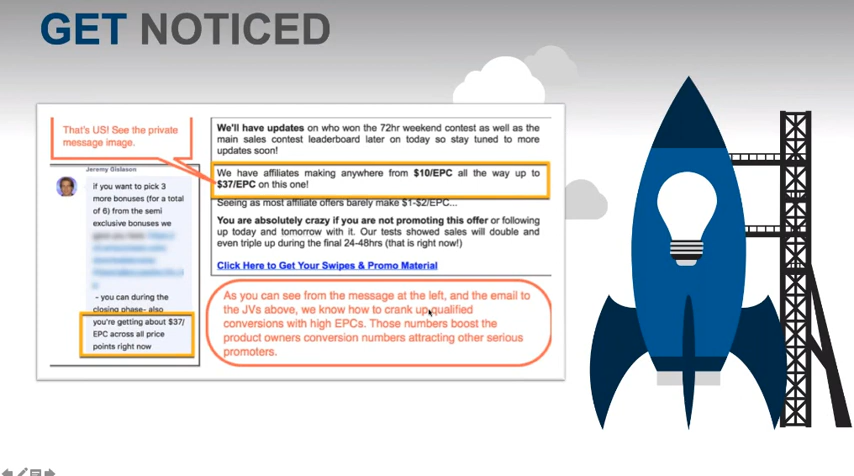 GET NOTICED
That's US! See the private
message image.
Jeremy Gislason
if you want to pick 3
more bonuses (for a total
of 6) from the semi
exclusive bonuses we
- you can during the
closing phase- also
you're getting about $37/
EPC across all price
points right now
We'll have updates on who won the 72hr weekend contest as well as the
main sales contest leaderboard later on today so stay tuned to more
updates soon!
We have affiliates making anywhere from $10/EPC all the way up to
$37/EPC on this one!
Seeing as most affiliate offers barely make $1-$2/EPC...
You are absolutely crazy if you are not promoting this offer or following
up today and tomorrow with it. Our tests showed sales will double and
even triple up during the final 24-48hrs (that is right now!)
Click Here to Get Your Swipes & Promo Material
As you can see from the message at the left, and the email to
the JVs above, we know how to crank up qualified
conversions with high EPCs. Those numbers boost the
product owners conversion numbers attracting other serious
promoters.